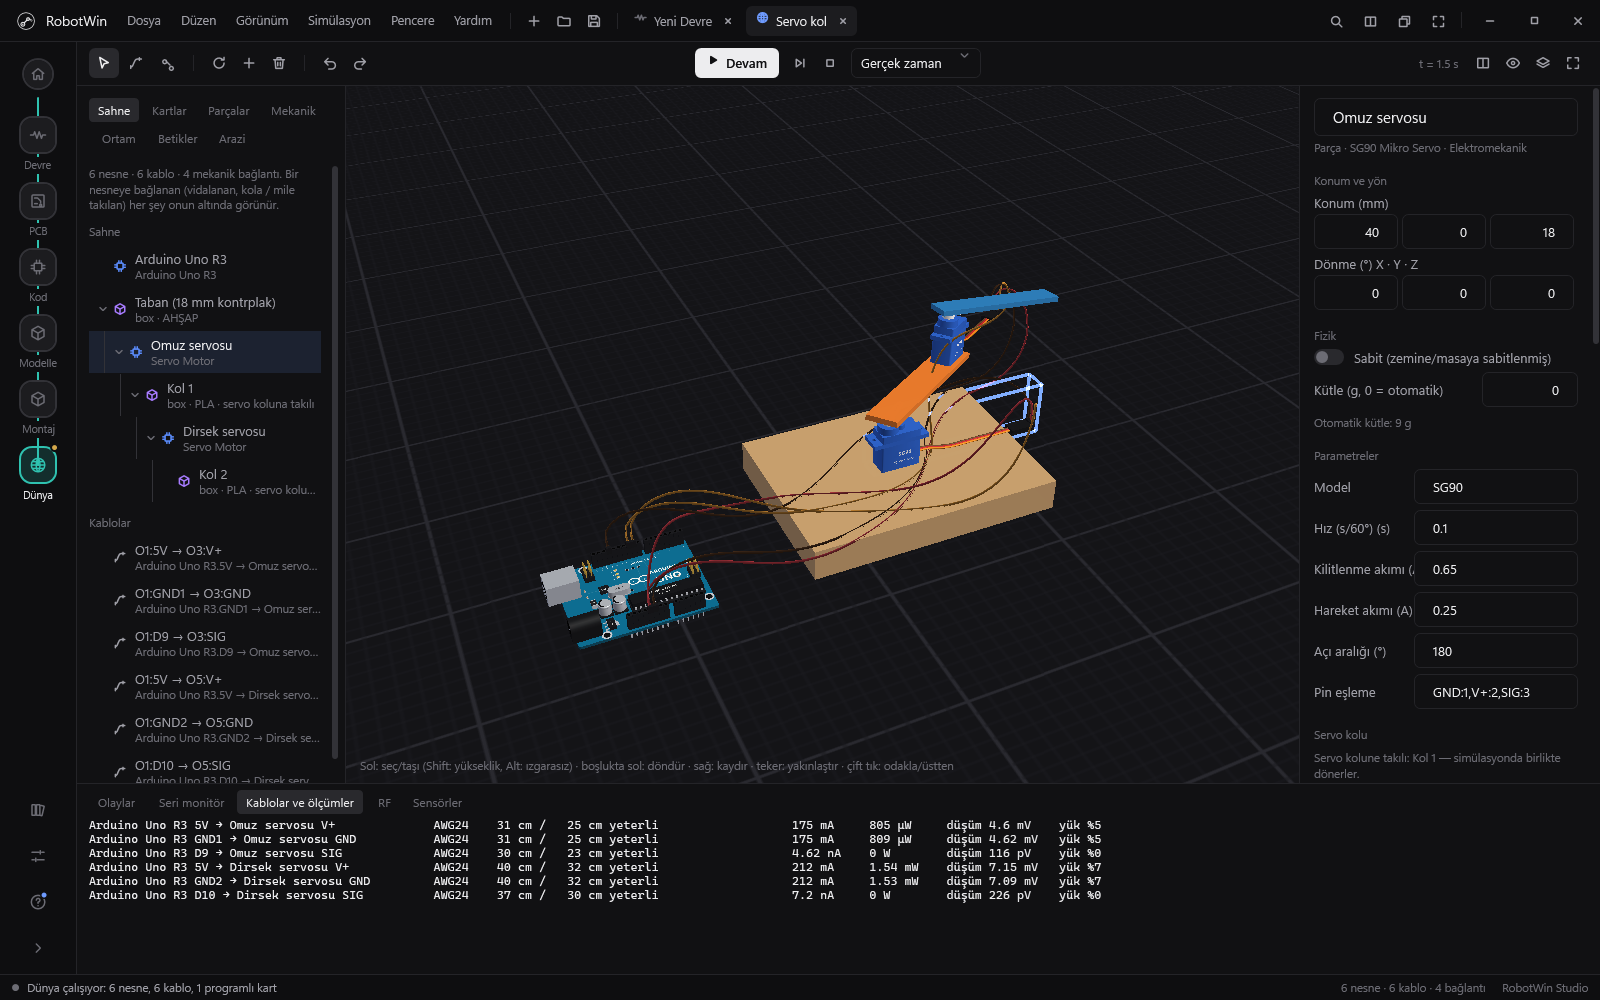 RobotWin Dosya Düzen Görünüm Simülasyon Pencere Yardım Yeni Devre × Servo kol ×
Devam Gerçek zaman t = 1.5 s
Devre
PCB
Kod
Modelle
Montaj
Dünya
Sahne Kartlar Parçalar Mekanik
Ortam Betikler Arazi
6 nesne · 6 kablo · 4 mekanik bağlantı. Bir
nesneye bağlanan (vidalanan, kola / mile
takılan) her şey onun altında görünür.
Sahne
Arduino Uno R3
Arduino Uno R3
Taban (18 mm kontrplak)
box · AHŞAP
Omuz servosu
Servo Motor
Kol 1
box · PLA · servo koluna takılı
Dirsek servosu
Servo Motor
Kol 2
box · PLA · servo kolu...
Kablolar
O1:5V → O3:V+
Arduino Uno R3.5V → Omuz servo...
O1:GND1 → O3:GND
Arduino Uno R3.GND1 → Omuz ser...
O1:D9 → O3:SIG
Arduino Uno R3.D9 → Omuz servo...
O1:5V → O5:V+
Arduino Uno R3.5V → Dirsek servo...
O1:GND2 → O5:GND
Arduino Uno R3.GND2 → Dirsek se...
O1:D10 → O5:SIG
Arduino Uno R3.D10 → Dirsek serv...
SG90
UNO
Sol: seç/taşı (Shift: yükseklik, Alt: ızgarasız) · boşlukta sol: döndür · sağ: kaydır · teker: yakınlaştır · çift tık: odakla/üstten
Omuz servosu
Parça · SG90 Mikro Servo · Elektromekanik
Konum ve yön
Konum (mm)
40 0 18
Dönme (°) X · Y · Z
0 0 0
Fizik
Sabit (zemine/masaya sabitlenmiş)
Kütle (g, 0 = otomatik) 0
Otomatik kütle: 9 g
Parametreler
Model SG90
Hız (s/60°) (s) 0.1
Kilitlenme akımı (A 0.65
Hareket akımı (A) 0.25
Açı aralığı (°) 180
Pin eşleme GND:1,V+:2,SIG:3
Servo kolu
Servo koluna takılı: Kol 1 — simülasyonda birlikte
dönerler.
Olaylar Seri monitör Kablolar ve ölçümler RF Sensörler
Arduino Uno R3 5V → Omuz servosu V+ AWG24 31 cm / 25 cm yeterli 175 mA 805 µW düşüm 4.6 mV yük %5
Arduino Uno R3 GND1 → Omuz servosu GND AWG24 31 cm / 25 cm yeterli 175 mA 809 µW düşüm 4.62 mV yük %5
Arduino Uno R3 D9 → Omuz servosu SIG AWG24 30 cm / 23 cm yeterli 4.62 nA 0 W düşüm 116 pV yük %0
Arduino Uno R3 5V → Dirsek servosu V+ AWG24 40 cm / 32 cm yeterli 212 mA 1.54 mW düşüm 7.15 mV yük %7
Arduino Uno R3 GND2 → Dirsek servosu GND AWG24 40 cm / 32 cm yeterli 212 mA 1.53 mW düşüm 7.09 mV yük %7
Arduino Uno R3 D10 → Dirsek servosu SIG AWG24 37 cm / 30 cm yeterli 7.2 nA 0 W düşüm 226 pV yük %0
Dünya çalışıyor: 6 nesne, 6 kablo, 1 programlı kart 6 nesne · 6 kablo · 4 bağlantı RobotWin Studio